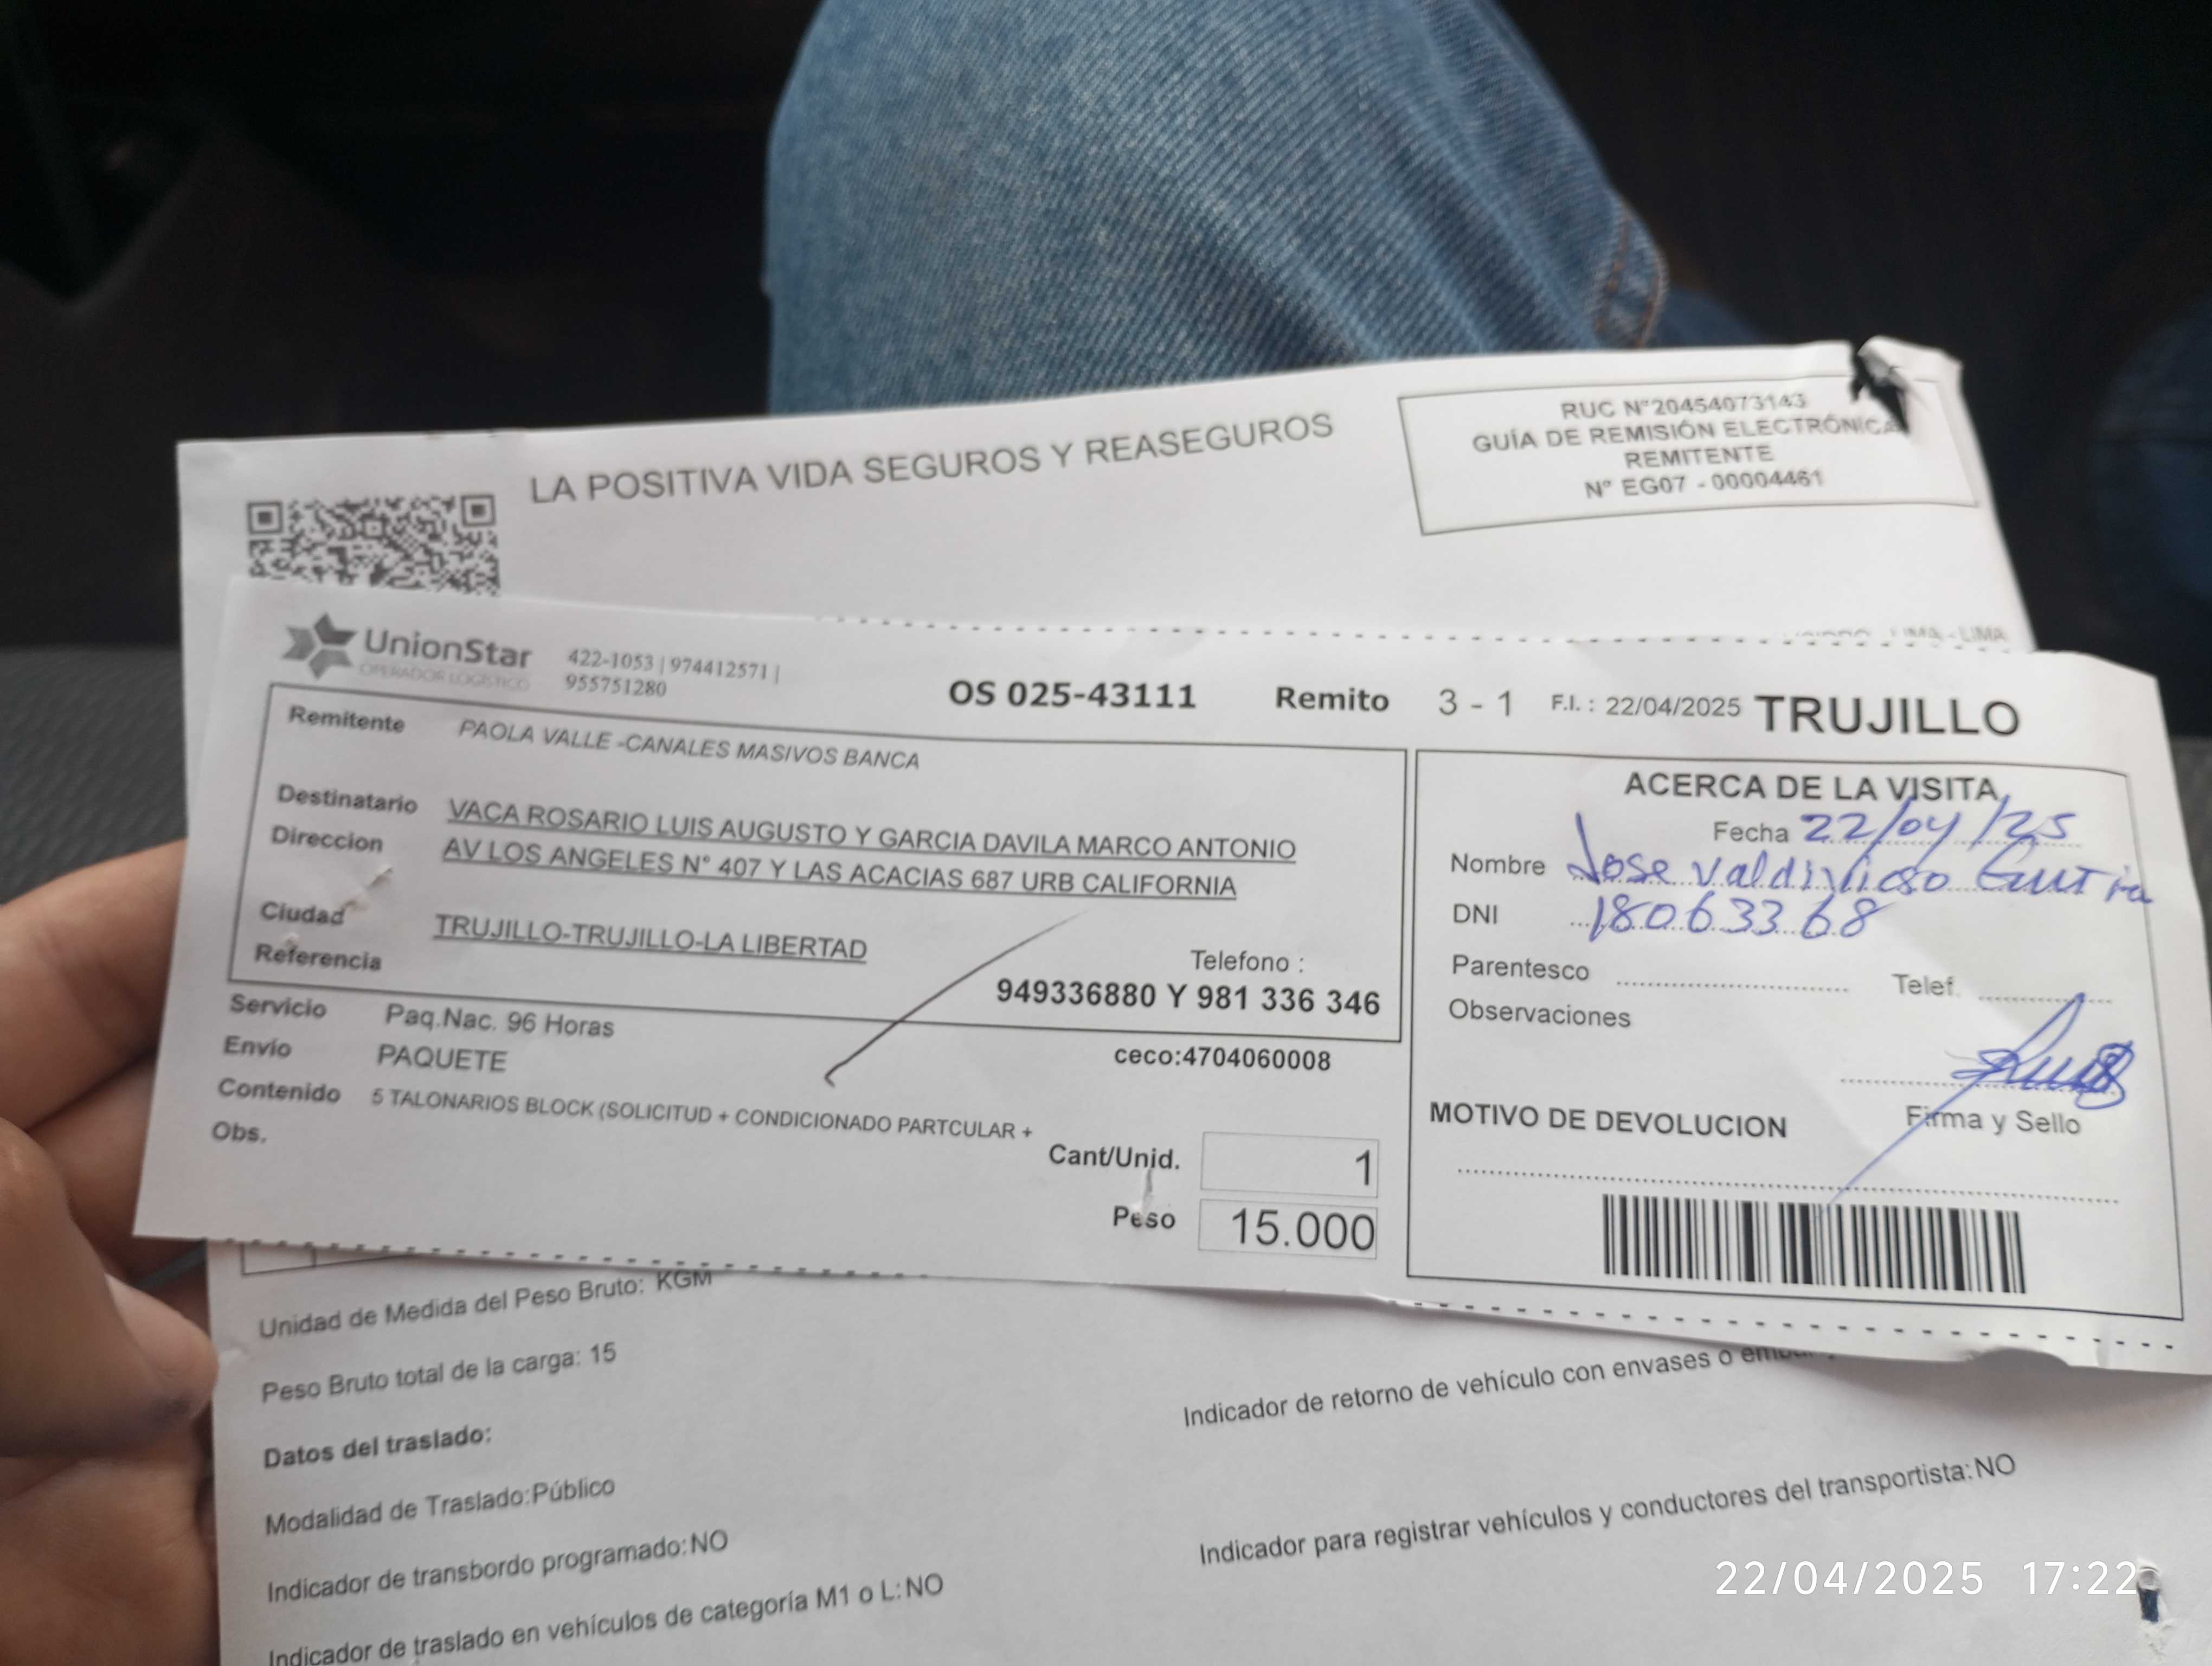 LA POSITIVA VIDA SEGUROS Y REASEGUROS
RUC N°20454073143
GUÍA DE REMISIÓN ELECTRÓNICA
REMITENTE
N° EG07 - 00004461
LIMA - LIMA
UnionStar
OPERADOR LOGÍSTICO
422-1053 | 974412571 |
955751280
OS 025-43111 Remito 3 - 1 F.I. : 22/04/2025 TRUJILLO
Remitente PAOLA VALLE -CANALES MASIVOS BANCA
Destinatario VACA ROSARIO LUIS AUGUSTO Y GARCIA DAVILA MARCO ANTONIO
Direccion AV LOS ANGELES N° 407 Y LAS ACACIAS 687 URB CALIFORNIA
Ciudad TRUJILLO-TRUJILLO-LA LIBERTAD
Referencia
Telefono :
949336880 Y 981 336 346
Servicio Paq.Nac. 96 Horas
Envio PAQUETE
ceco:4704060008
Contenido 5 TALONARIOS BLOCK (SOLICITUD + CONDICIONADO PARTCULAR +
Obs.
Cant/Unid. 1
Peso 15.000
ACERCA DE LA VISITA
Fecha 22/04/25
Nombre Jose Valdivieso
DNI 18063368
Parentesco Telef.
Observaciones
Firma y Sello
MOTIVO DE DEVOLUCION
Unidad de Medida del Peso Bruto: KGM
Peso Bruto total de la carga: 15
Datos del traslado:
Modalidad de Traslado:Público
Indicador de transbordo programado:NO
Indicador de traslado en vehículos de categoría M1 o L:NO
Indicador de retorno de vehículo con envases o
Indicador para registrar vehículos y conductores del transportista:NO
22/04/2025 17:22